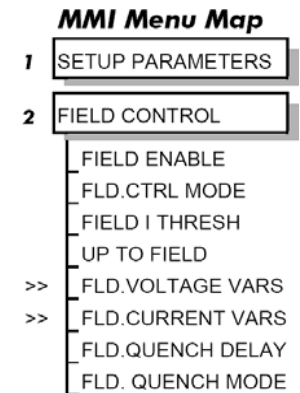 MMI Menu Map
1 SETUP PARAMETERS
2 FIELD CONTROL
FIELD ENABLE
FLD.CTRL MODE
FIELD I THRESH
UP TO FIELD
>> FLD.VOLTAGE VARS
>> FLD.CURRENT VARS
FLD.QUENCH DELAY
FLD. QUENCH MODE